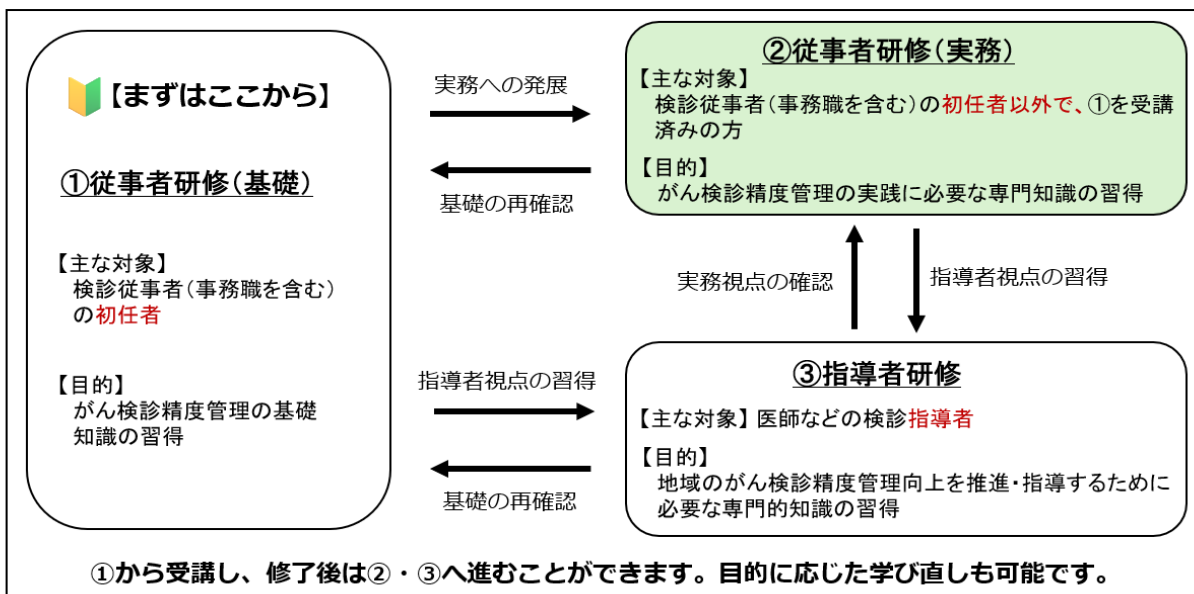 【まずはここから】
①従事者研修(基礎)
【主な対象】
検診従事者(事務職を含む)
の初任者
【目的】
がん検診精度管理の基礎
知識の習得
実務への発展
基礎の再確認
②従事者研修(実務)
【主な対象】
検診従事者(事務職を含む)の初任者以外で、①を受講
済みの方
【目的】
がん検診精度管理の実践に必要な専門知識の習得
実務視点の確認
指導者視点の習得
指導者視点の習得
基礎の再確認
③指導者研修
【主な対象】医師などの検診指導者
【目的】
地域のがん検診精度管理向上を推進・指導するために
必要な専門的知識の習得
①から受講し、修了後は②・③へ進むことができます。目的に応じた学び直しも可能です。